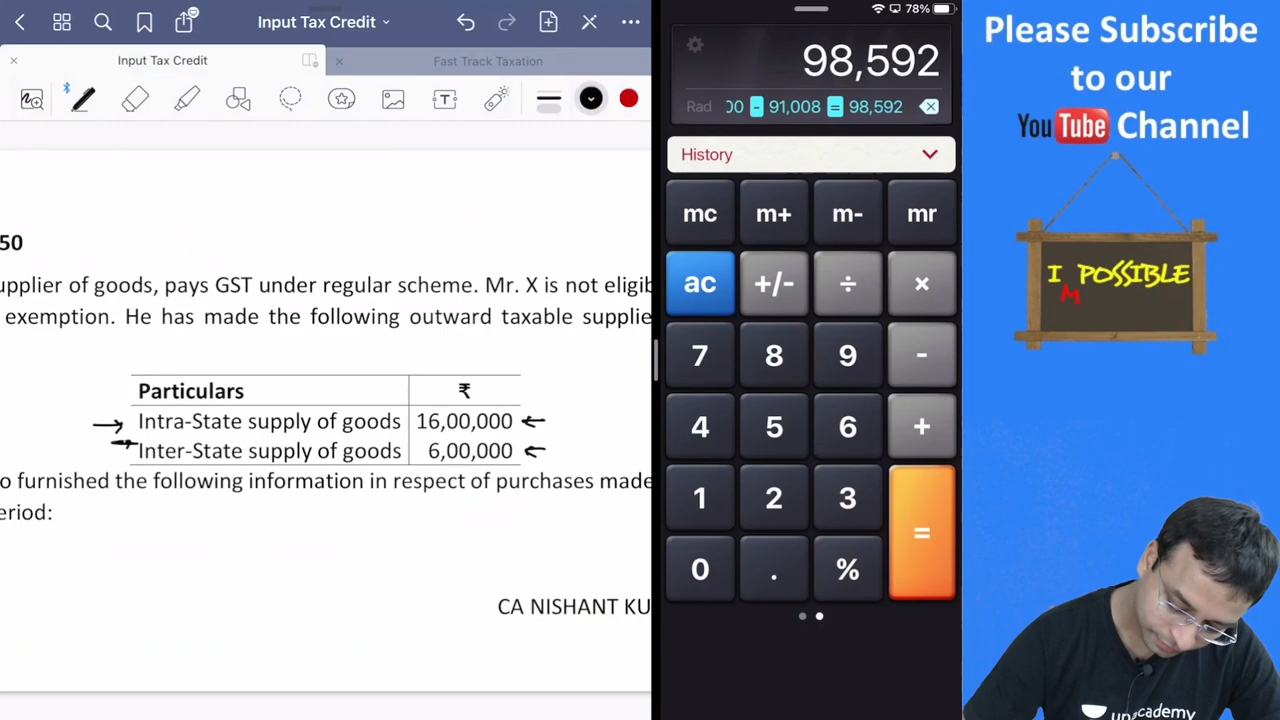 Input Tax Credit
Input Tax Credit
Fast Track Taxation
50
upplier of goods, pays GST under regular scheme. Mr. X is not eligib
exemption. He has made the following outward taxable supplie
Particulars ₹
Intra-State supply of goods 16,00,000
Inter-State supply of goods 6,00,000
o furnished the following information in respect of purchases made
eriod:
CA NISHANT KU
78%
98,592
Rad 00 - 91,008 = 98,592
History
mc m+ m- mr
ac +/- ÷ ×
7 8 9 -
4 5 6 +
1 2 3 =
0 . %
Please Subscribe
to our
YouTube Channel
I POSSIBLE
M
unacademy